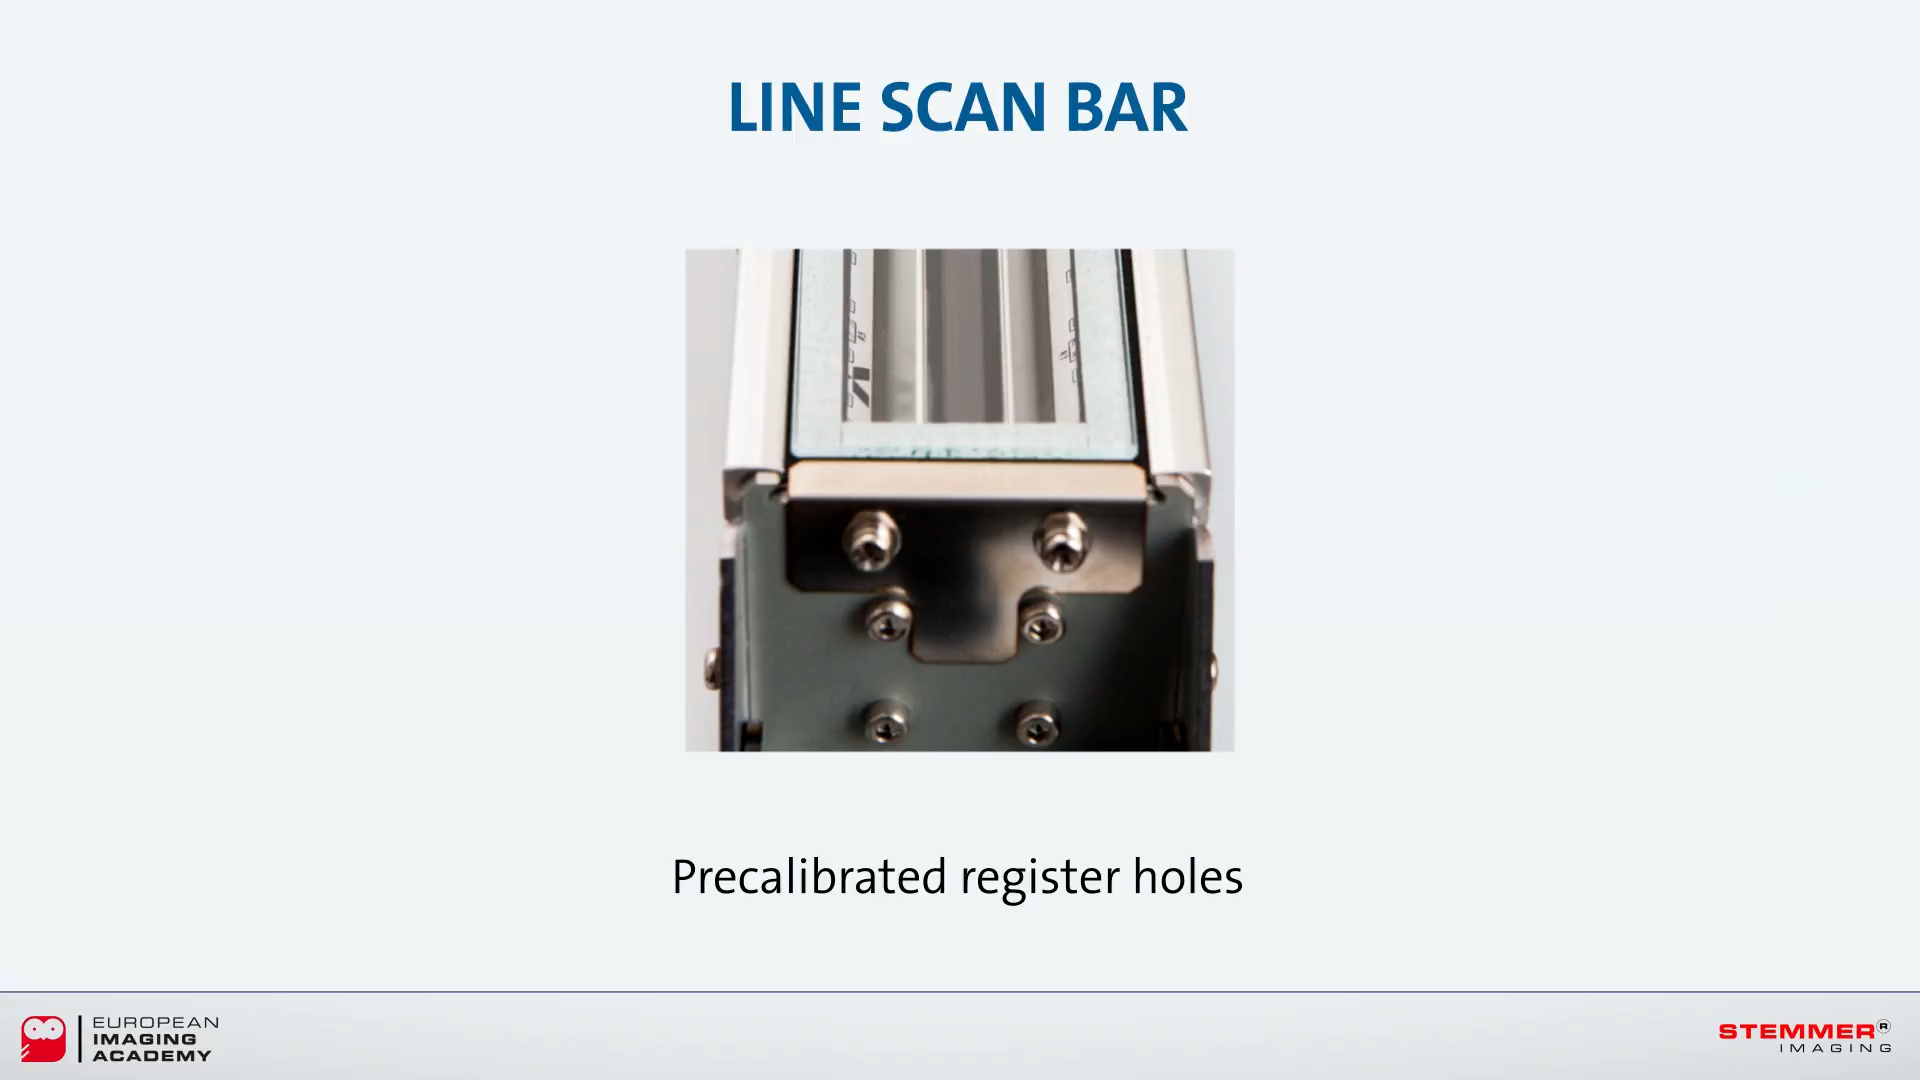 LINE SCAN BAR
Precalibrated register holes
EUROPEAN
IMAGING
ACADEMY
STEMMER®
IMAGING